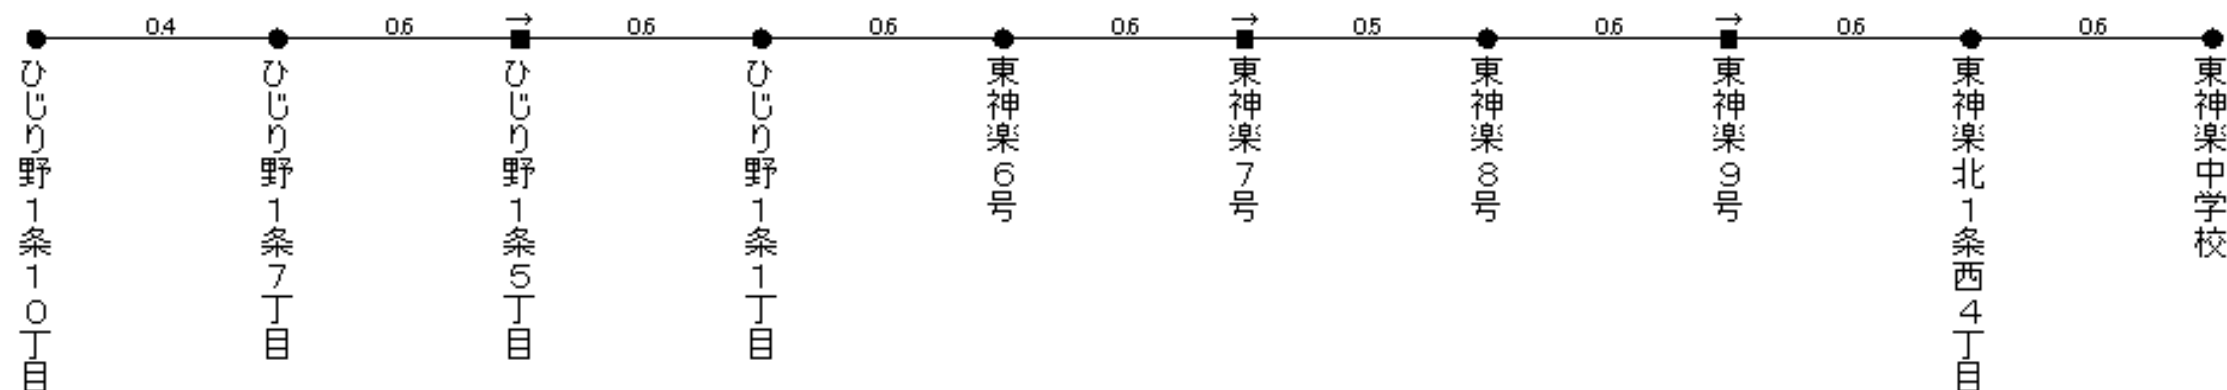 0.4 0.6 → 0.6 0.6 0.6 → 0.5 0.6 → 0.6 0.6
ひじり野1条10丁目
ひじり野1条7丁目
ひじり野1条5丁目
ひじり野1条1丁目
東神楽6号
東神楽7号
東神楽8号
東神楽9号
東神楽北1条西4丁目
東神楽中学校